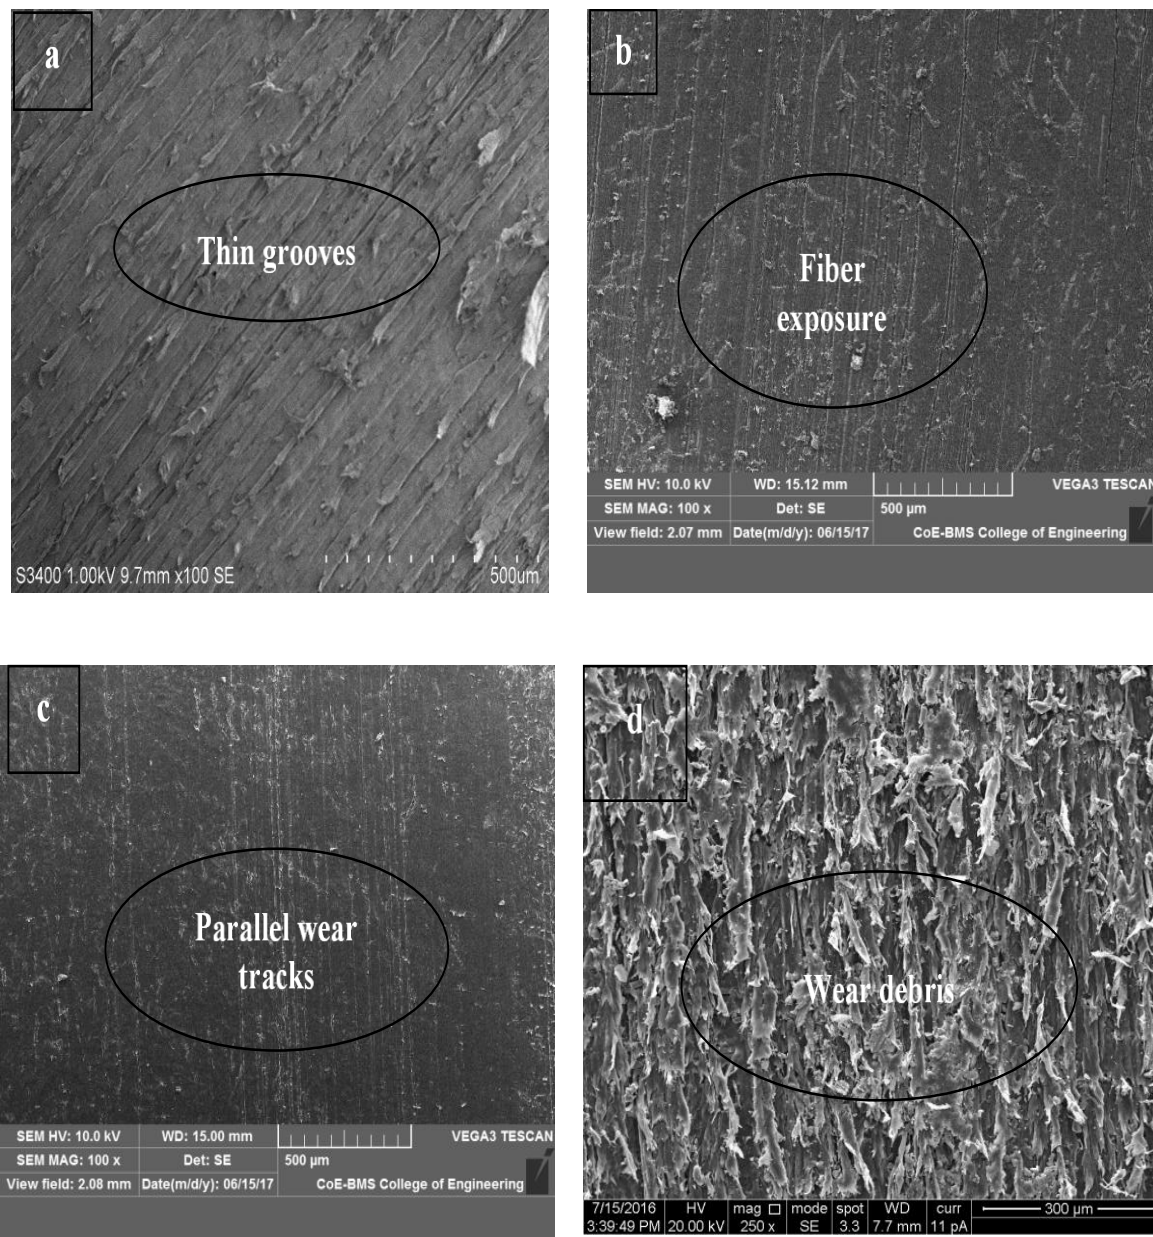 a
Thin grooves
S3400 1.00kV 9.7mm x100 SE
500um
b
Fiber
exposure
SEM HV: 10.0 kV
WD: 15.12 mm
VEGA3 TESCAN
SEM MAG: 100 x
Det: SE
500 µm
View field: 2.07 mm
Date(m/d/y): 06/15/17
CoE-BMS College of Engineering
c
Parallel wear
tracks
SEM HV: 10.0 kV
WD: 15.00 mm
VEGA3 TESCAN
SEM MAG: 100 x
Det: SE
500 µm
View field: 2.08 mm
Date(m/d/y): 06/15/17
CoE-BMS College of Engineering
d
Wear debris
7/15/2016 HV mag mode spot WD curr 300 µm
3:39:49 PM 20.00 kV 250 x SE 3.3 7.7 mm 11 pA